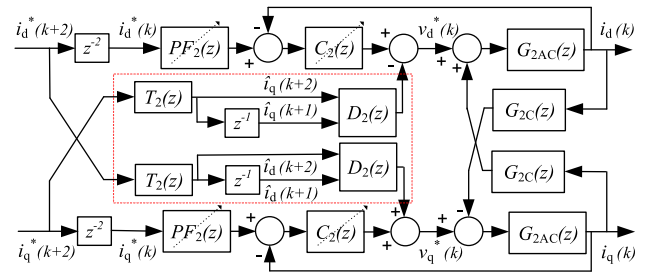 i_d^*(k+2) z^-2 i_d^*(k) PF_2(z) - + C_2(z) + - v_d^*(k) + + G_2AC(z) i_d(k)
T_2(z) î_q(k+2) z^-1 î_q(k+1) D_2(z) G_2C(z)
T_2(z) î_d(k+2) z^-1 î_d(k+1) D_2(z) G_2C(z)
i_q^*(k+2) z^-2 i_q^*(k) PF_2(z) + - C_2(z) + + v_q^*(k) + - G_2AC(z) i_q(k)